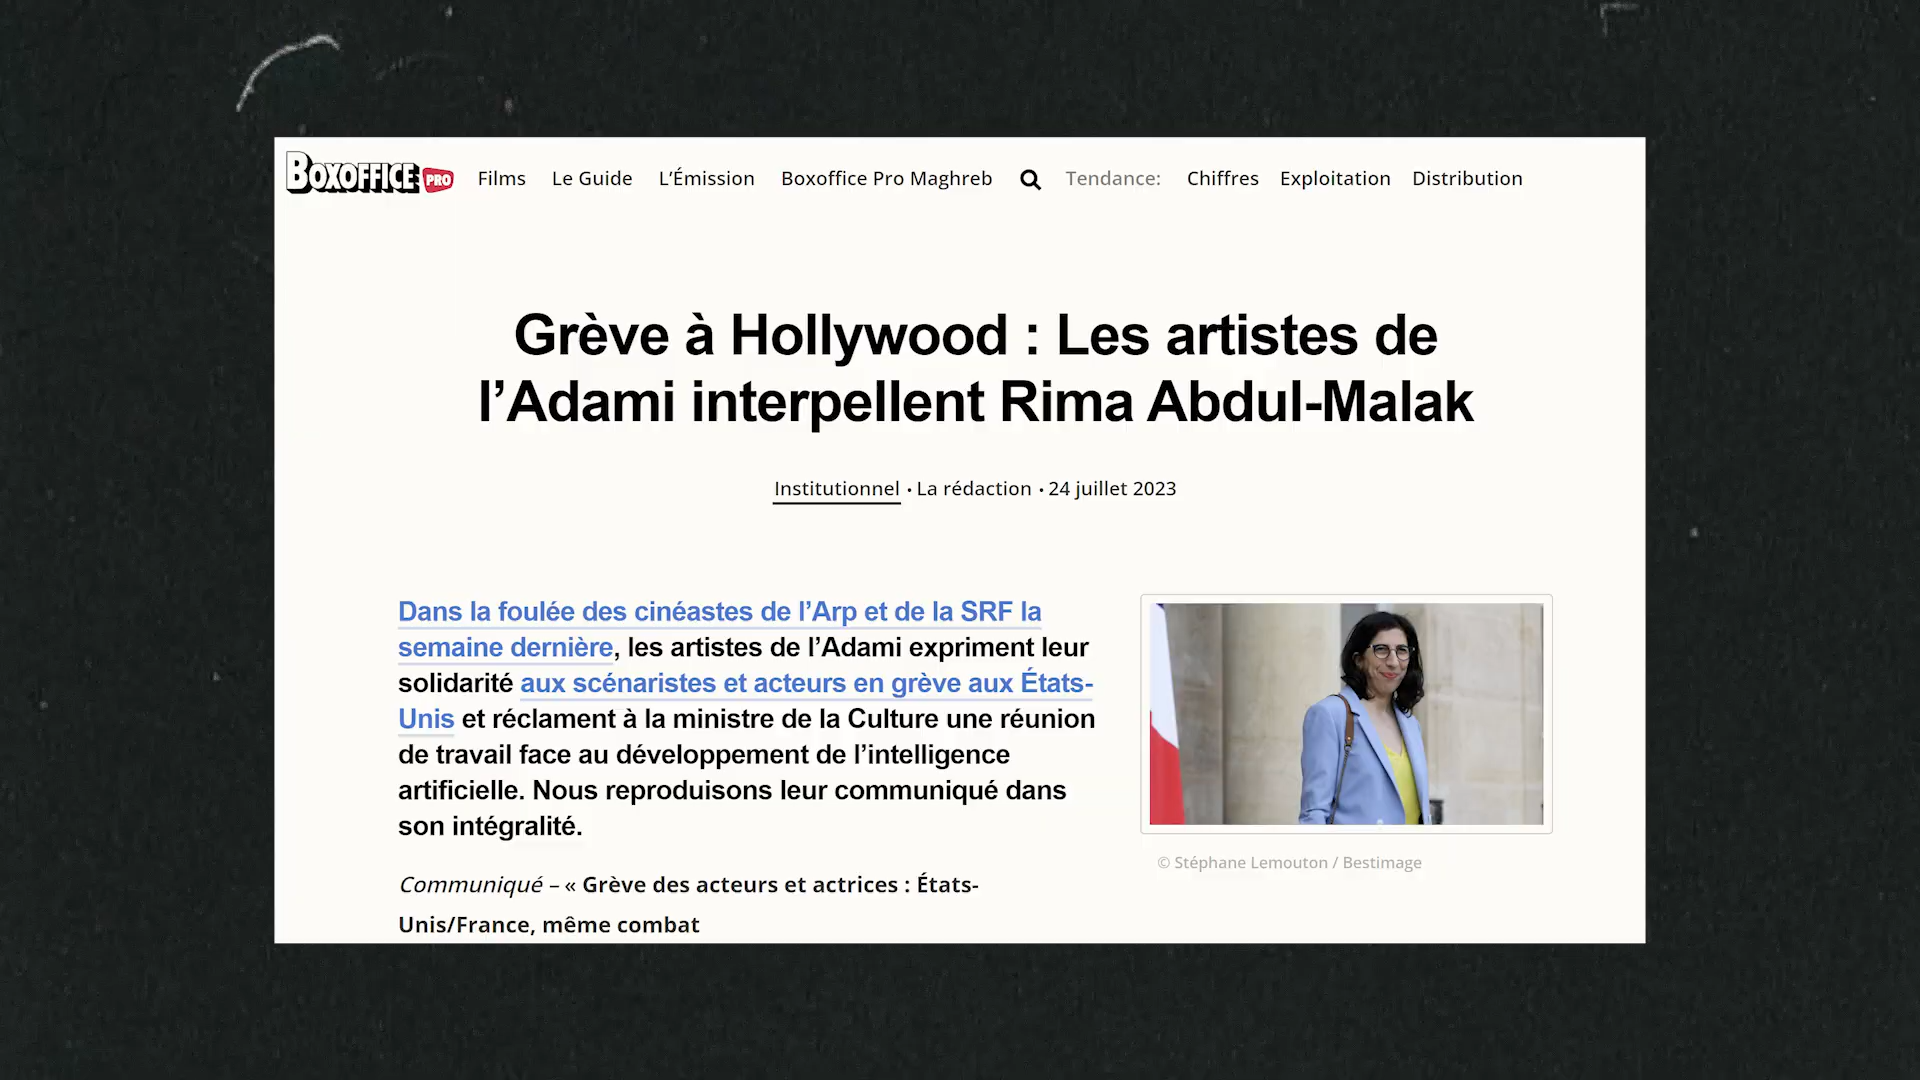 BOXOFFICE PRO Films Le Guide L’Émission Boxoffice Pro Maghreb Tendance: Chiffres Exploitation Distribution
Grève à Hollywood : Les artistes de
l’Adami interpellent Rima Abdul-Malak
Institutionnel • La rédaction • 24 juillet 2023
Dans la foulée des cinéastes de l’Arp et de la SRF la
semaine dernière, les artistes de l’Adami expriment leur
solidarité aux scénaristes et acteurs en grève aux États-
Unis et réclament à la ministre de la Culture une réunion
de travail face au développement de l’intelligence
artificielle. Nous reproduisons leur communiqué dans
son intégralité.
Communiqué – « Grève des acteurs et actrices : États-
Unis/France, même combat
© Stéphane Lemouton / Bestimage